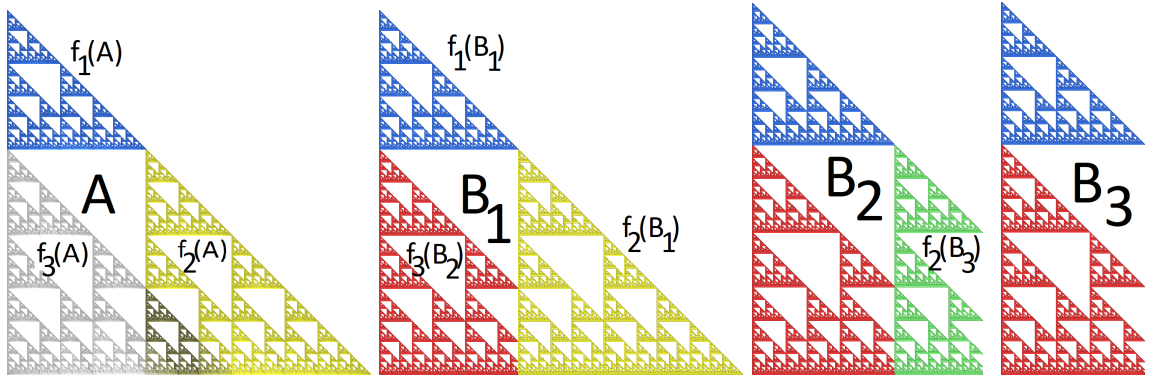 f₁(A)
A
f₃(A)
f₂(A)
f₁(B₁)
B₁
f₃(B₂)
f₂(B₁)
B₂
f₂(B₃)
B₃